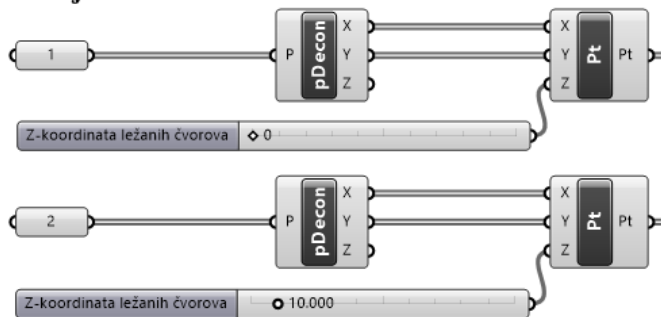 X X
1 P pDecon Y Y Pt Pt
Z Z
Z-koordinata ležanih čvorova 0
X X
2 P pDecon Y Y Pt Pt
Z Z
Z-koordinata ležanih čvorova 10.000